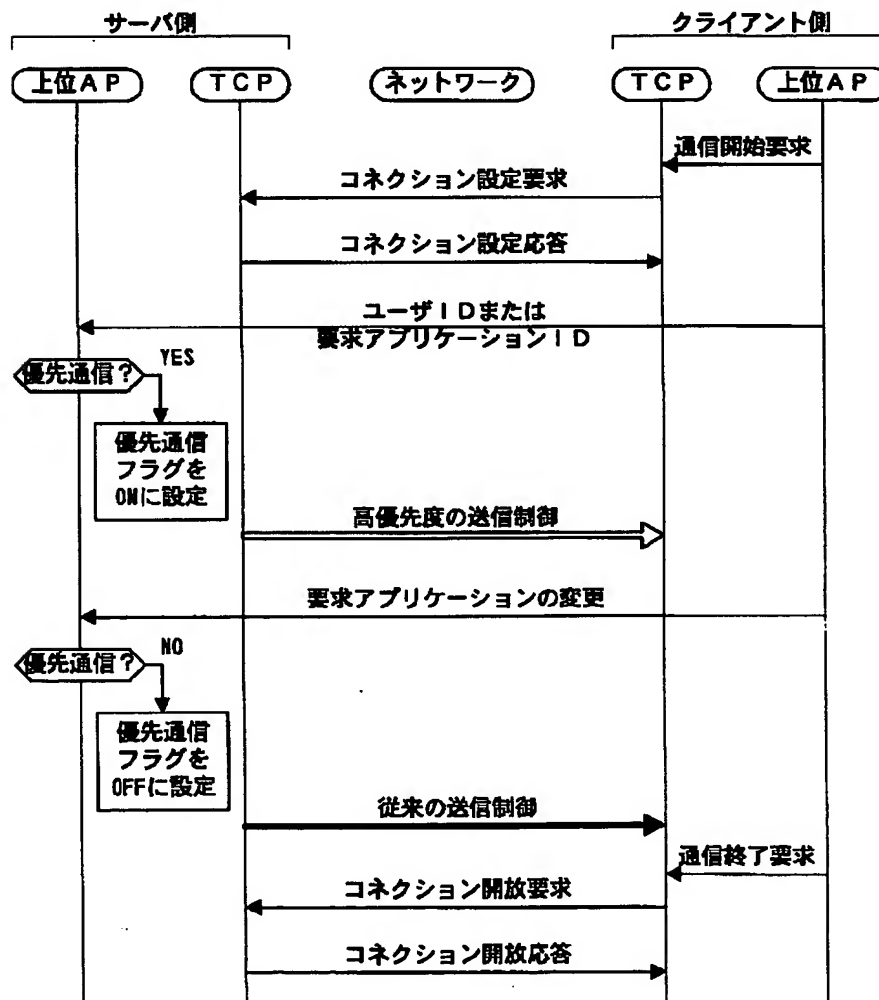 サーバ側
クライアント側
上位AP
TCP
ネットワーク
TCP
上位AP
通信開始要求
コネクション設定要求
コネクション設定応答
ユーザIDまたは
要求アプリケーションID
優先通信?
YES
優先通信
フラグを
ONに設定
高優先度の送信制御
要求アプリケーションの変更
優先通信?
NO
優先通信
フラグを
OFFに設定
従来の送信制御
通信終了要求
コネクション開放要求
コネクション開放応答